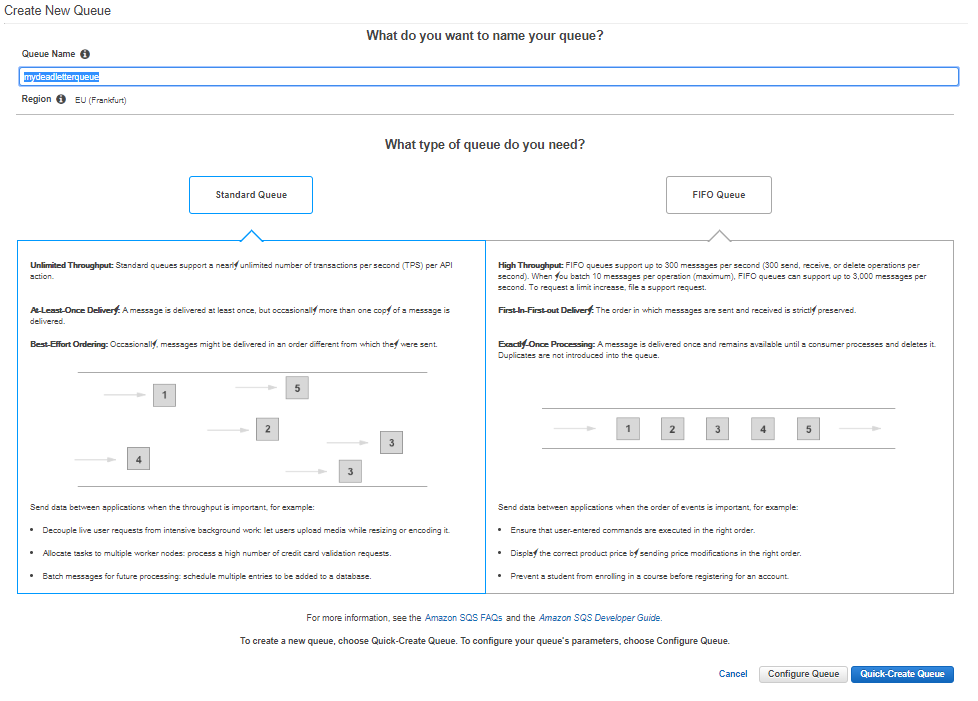 Create New Queue
What do you want to name your queue?
Queue Name
mydeadletterqueue
Region EU (Frankfurt)
What type of queue do you need?
Standard Queue
FIFO Queue
Unlimited Throughput: Standard queues support a nearly unlimited number of transactions per second (TPS) per API
action.
At-Least-Once Delivery: A message is delivered at least once, but occasionally more than one copy of a message is
delivered.
Best-Effort Ordering: Occasionally, messages might be delivered in an order different from which they were sent.
1
5
2
3
4
3
Send data between applications when the throughput is important, for example:
• Decouple live user requests from intensive background work: let users upload media while resizing or encoding it.
• Allocate tasks to multiple worker nodes: process a high number of credit card validation requests.
• Batch messages for future processing: schedule multiple entries to be added to a database.
High Throughput: FIFO queues support up to 300 messages per second (300 send, receive, or delete operations per
second). When you batch 10 messages per operation (maximum), FIFO queues can support up to 3,000 messages per
second. To request a limit increase, file a support request.
First-In-First-out Delivery: The order in which messages are sent and received is strictly preserved.
Exactly-Once Processing: A message is delivered once and remains available until a consumer processes and deletes it.
Duplicates are not introduced into the queue.
1 2 3 4 5
Send data between applications when the order of events is important, for example:
• Ensure that user-entered commands are executed in the right order.
• Display the correct product price by sending price modifications in the right order.
• Prevent a student from enrolling in a course before registering for an account.
For more information, see the Amazon SQS FAQs and the Amazon SQS Developer Guide.
To create a new queue, choose Quick-Create Queue. To configure your queue's parameters, choose Configure Queue.
Cancel Configure Queue Quick-Create Queue